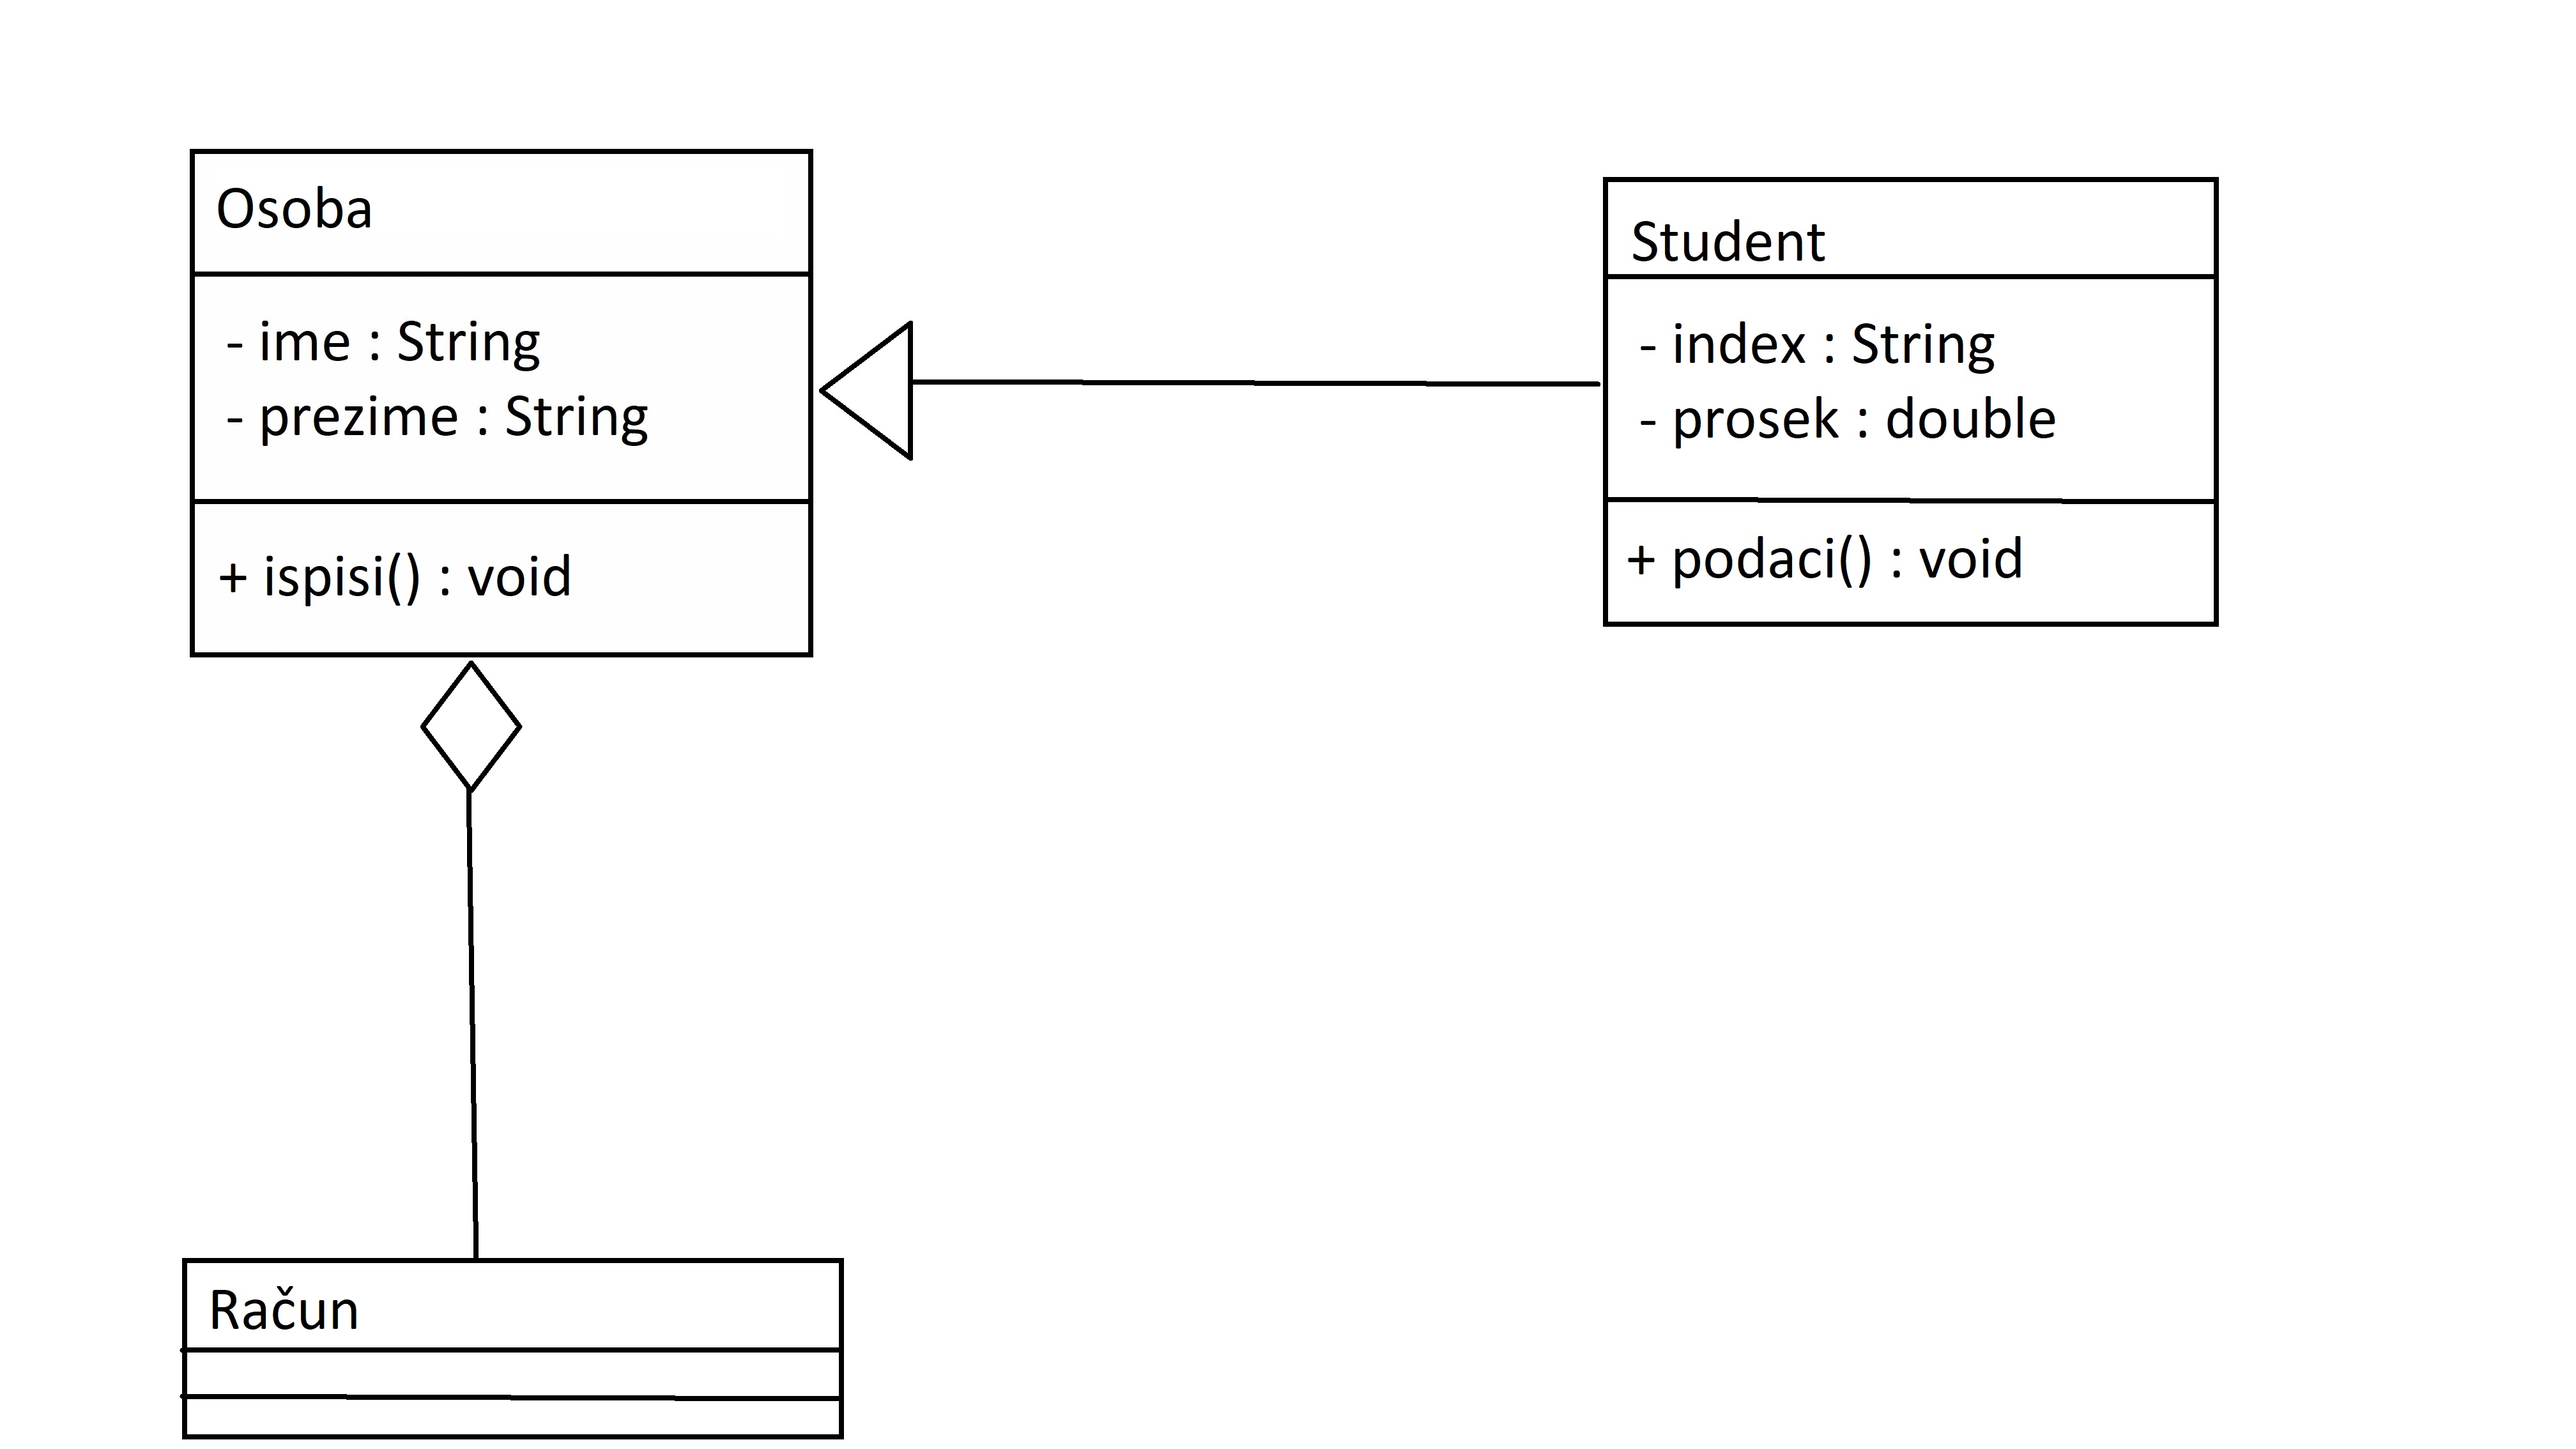 Osoba
- ime : String
- prezime : String
+ ispisi() : void
Student
- index : String
- prosek : double
+ podaci() : void
Račun